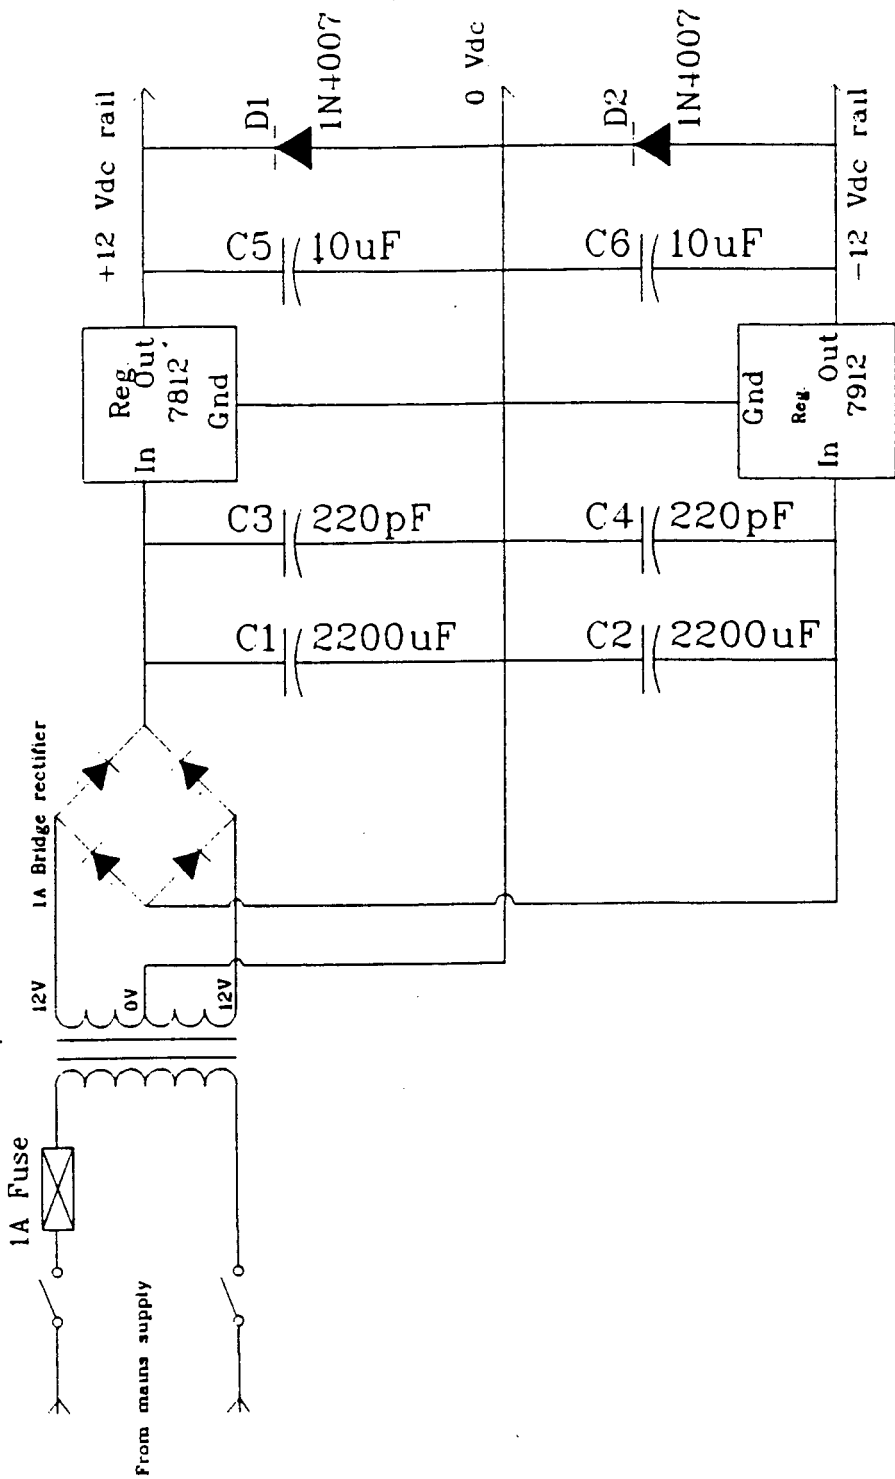 From mains supply
1A Fuse
12V
0V
12V
1A Bridge rectifier
C1
2200uF
C2
2200uF
C3
220pF
C4
220pF
In
Reg
Out
7812
Gnd
Gnd
Reg.
In
Out
7912
C5
10uF
C6
10uF
D1
1N4007
D2
1N4007
+12 Vdc rail
0 Vdc
-12 Vdc rail